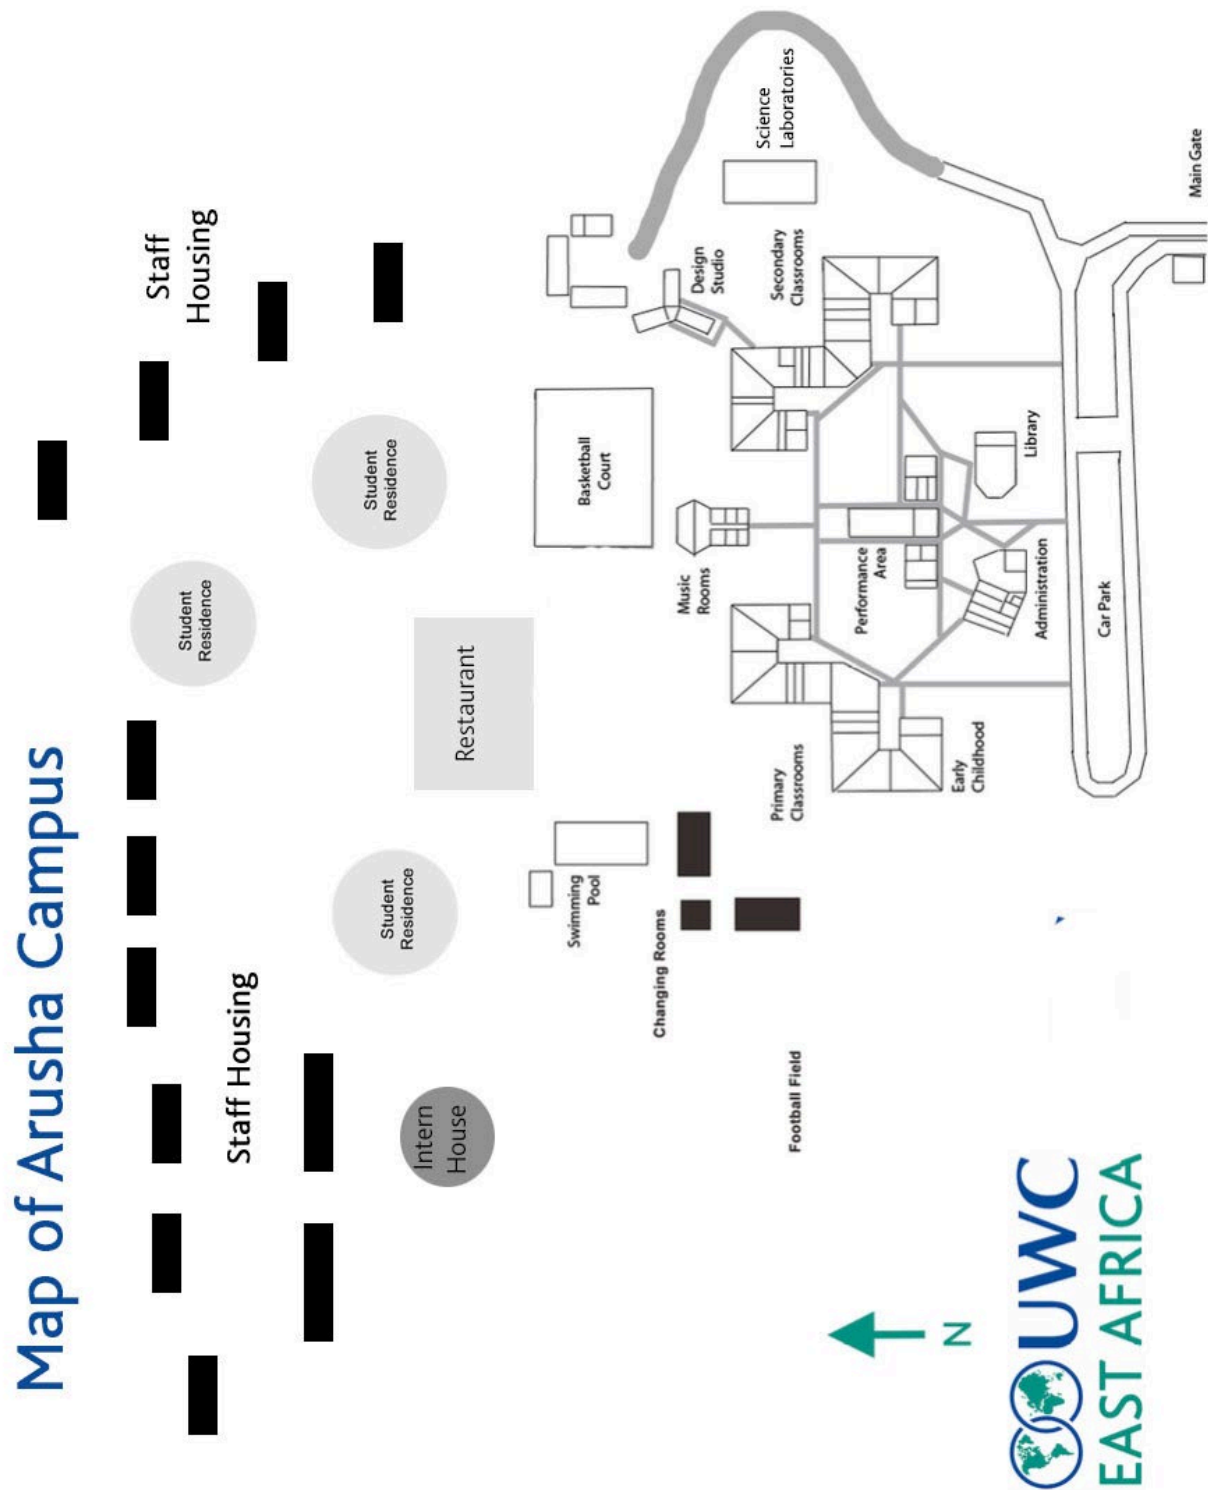 Map of Arusha Campus
Staff
Housing
Student
Residence
Student
Residence
Restaurant
Student
Residence
Staff Housing
Intern
House
Basketball
Court
Swimming
Pool
Changing Rooms
Football Field
Music
Rooms
Design
Studio
Science
Laboratories
Secondary
Classrooms
Primary
Classrooms
Performance
Area
Early
Childhood
Library
Administration
Car Park
Main Gate
N
UWC
EAST AFRICA